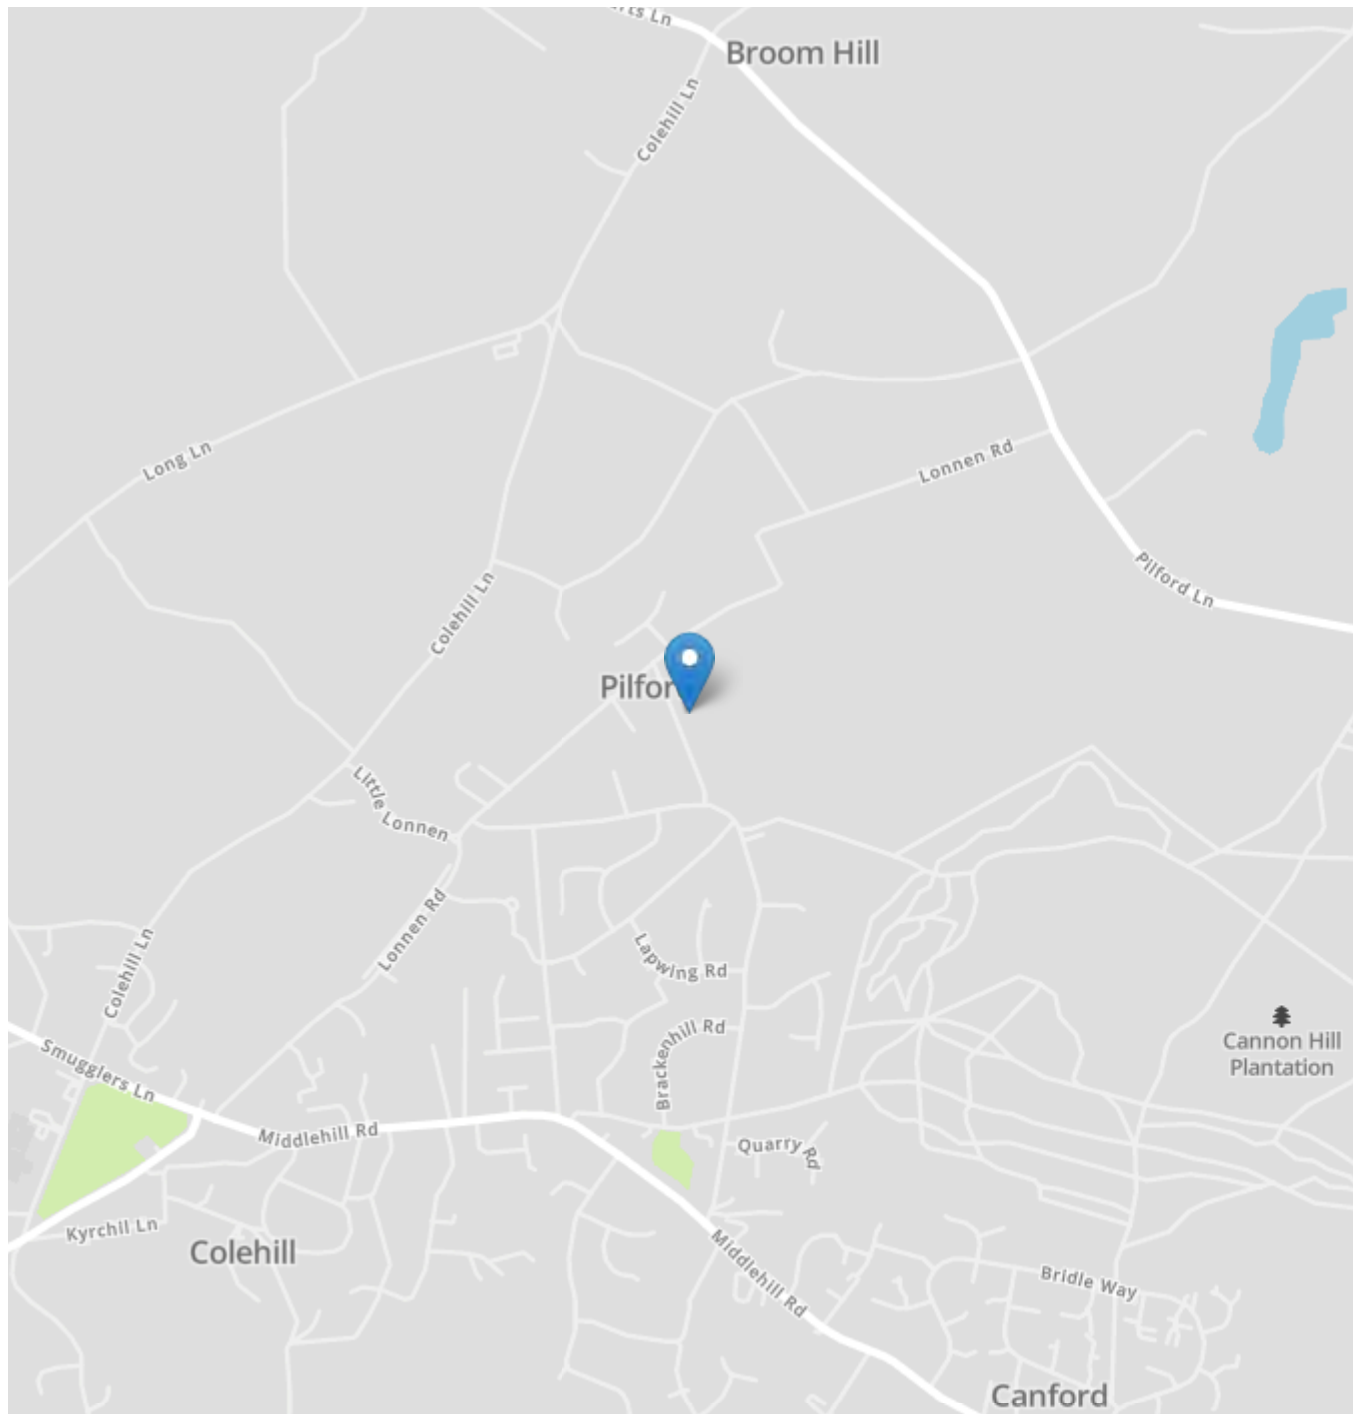 Broom Hill
Colehill Ln
Long Ln
Lonnen Rd
Pilford Ln
Colehill Ln
Little Lonnen
Lonnen Rd
Colehill Ln
Lapwing Rd
Brackenhill Rd
Cannon Hill
Plantation
Smugglers Ln
Middlehill Rd
Quarry Rd
Kyrchil Ln
Colehill
Middlehill Rd
Bridle Way
Canford